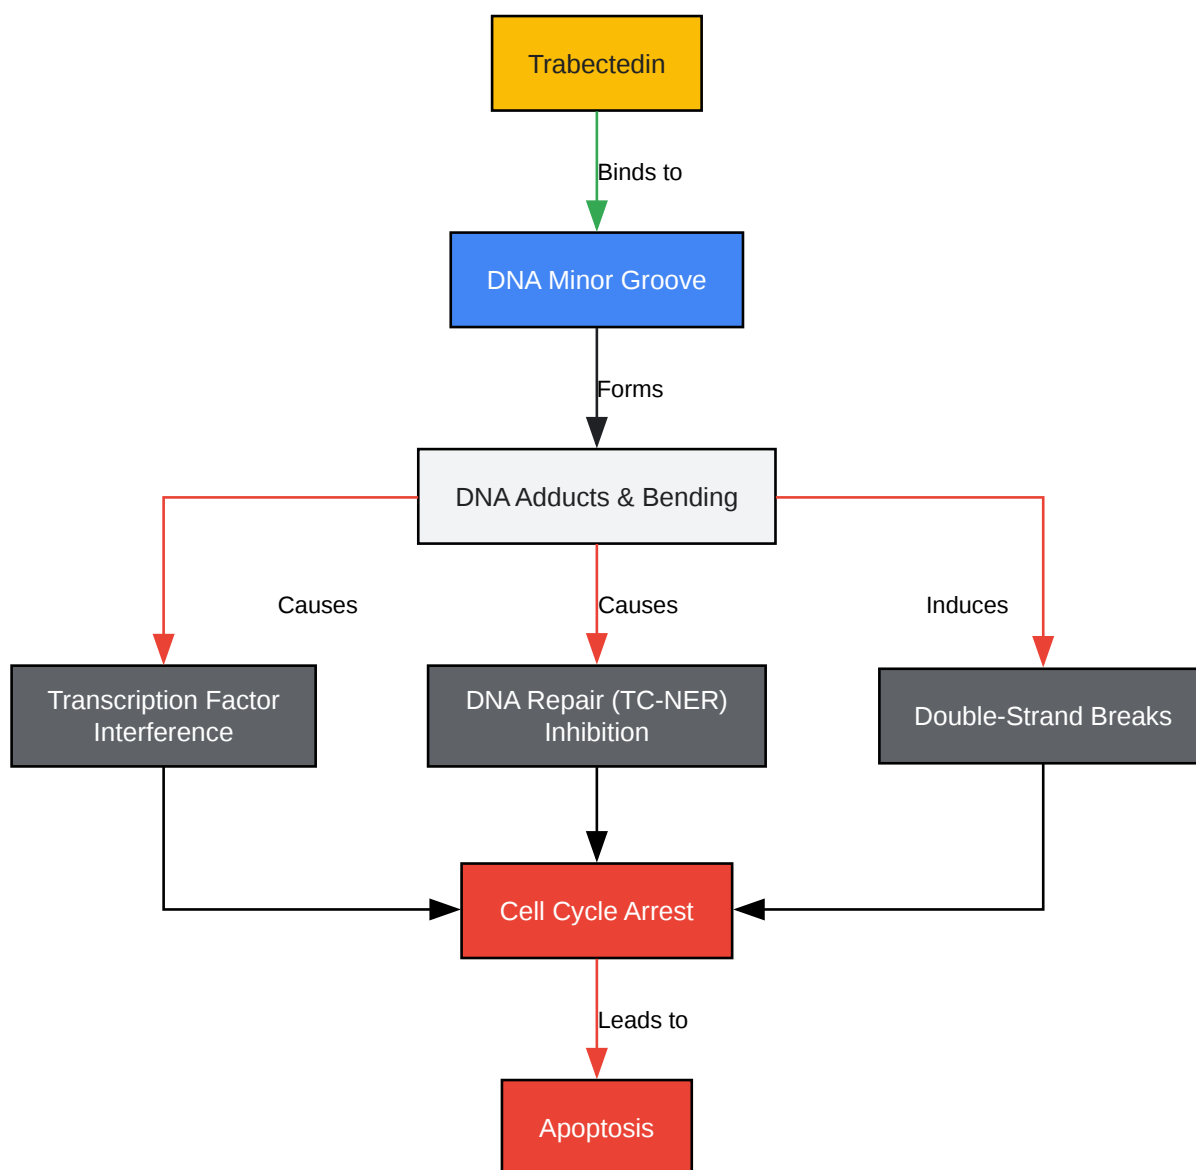 Trabectedin
Binds to
DNA Minor Groove
Forms
DNA Adducts & Bending
Causes
Causes
Induces
Transcription Factor
Interference
DNA Repair (TC-NER)
Inhibition
Double-Strand Breaks
Cell Cycle Arrest
Leads to
Apoptosis